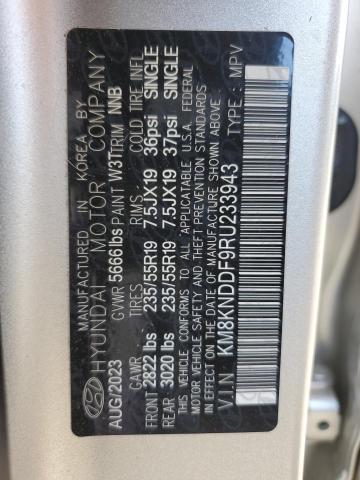 MANUFACTURED IN KOREA BY
HYUNDAI MOTOR COMPANY
AUG/2023 GVWR 5666lbs PAINT W3T TRIM NNB
GAWR TIRES RIMS COLD TIRE INFL
FRONT 2822 lbs 235/55R19 7.5JX19 36psi SINGLE
REAR 3020 lbs 235/55R19 7.5JX19 37psi SINGLE
THIS VEHICLE CONFORMS TO ALL APPLICABLE U.S.A. FEDERAL
MOTOR VEHICLE SAFETY AND THEFT PREVENTION STANDARDS
IN EFFECT ON THE DATE OF MANUFACTURE SHOWN ABOVE.
V.I.N: KM8KNDDF9RU233943 TYPE: MPV